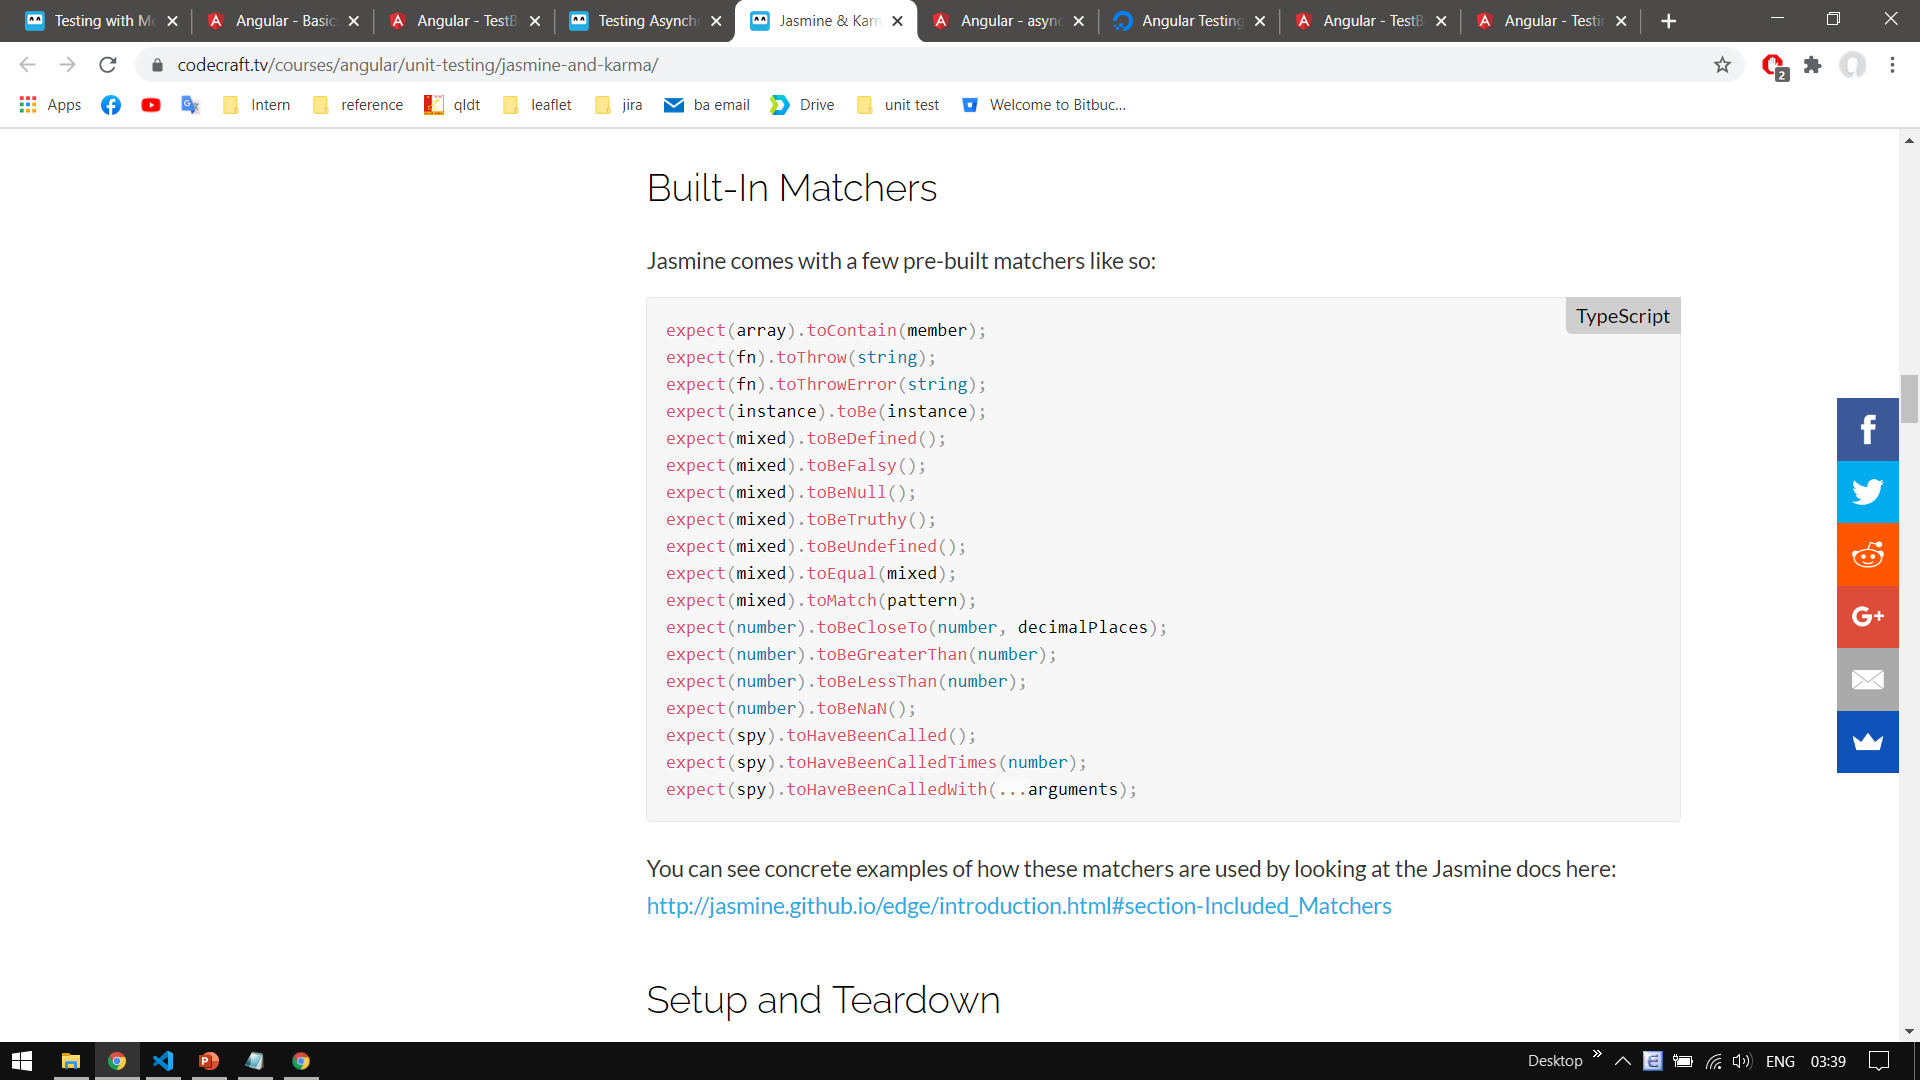 Testing with Mo
Angular - Basic
Angular - TestB
Testing Asynchr
Jasmine & Karm
Angular - async
Angular Testing
Angular - TestB
Angular - Testin
codecraft.tv/courses/angular/unit-testing/jasmine-and-karma/
2
Apps
Intern
reference
qldt
leaflet
jira
ba email
Drive
unit test
Welcome to Bitbuc...
Built-In Matchers
Jasmine comes with a few pre-built matchers like so:
TypeScript
expect(array).toContain(member);
expect(fn).toThrow(string);
expect(fn).toThrowError(string);
expect(instance).toBe(instance);
expect(mixed).toBeDefined();
expect(mixed).toBeFalsy();
expect(mixed).toBeNull();
expect(mixed).toBeTruthy();
expect(mixed).toBeUndefined();
expect(mixed).toEqual(mixed);
expect(mixed).toMatch(pattern);
expect(number).toBeCloseTo(number, decimalPlaces);
expect(number).toBeGreaterThan(number);
expect(number).toBeLessThan(number);
expect(number).toBeNaN();
expect(spy).toHaveBeenCalled();
expect(spy).toHaveBeenCalledTimes(number);
expect(spy).toHaveBeenCalledWith(...arguments);
You can see concrete examples of how these matchers are used by looking at the Jasmine docs here:
http://jasmine.github.io/edge/introduction.html#section-Included_Matchers
Setup and Teardown
Desktop
ENG
03:39